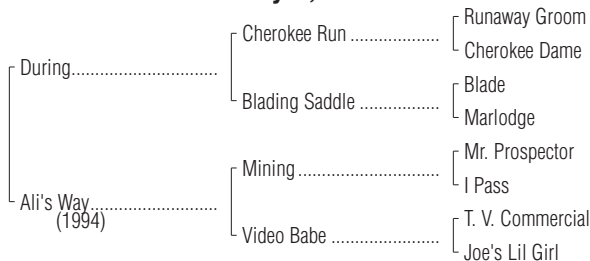 Runaway Groom
Cherokee Run ..................
Cherokee Dame
During.............................
Blade
Blading Saddle ................
Marlodge
Mr. Prospector
Mining............................
I Pass
Ali's Way.........................
(1994)
T. V. Commercial
Video Babe .....................
Joe's Lil Girl